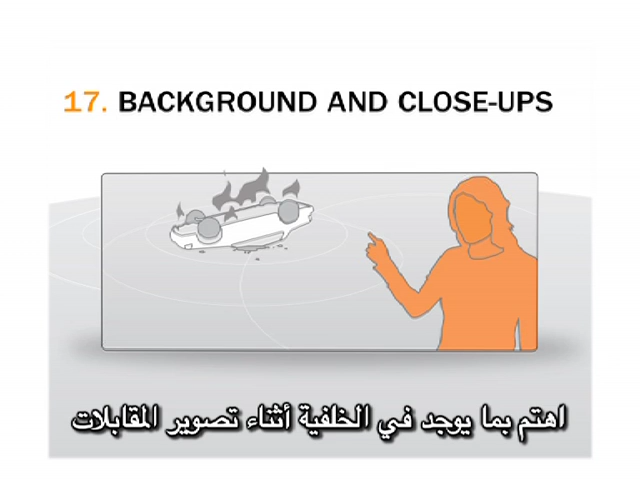 17. BACKGROUND AND CLOSE-UPS
اهتم بما يوجد في الخلفية أثناء تصوير المقابلات